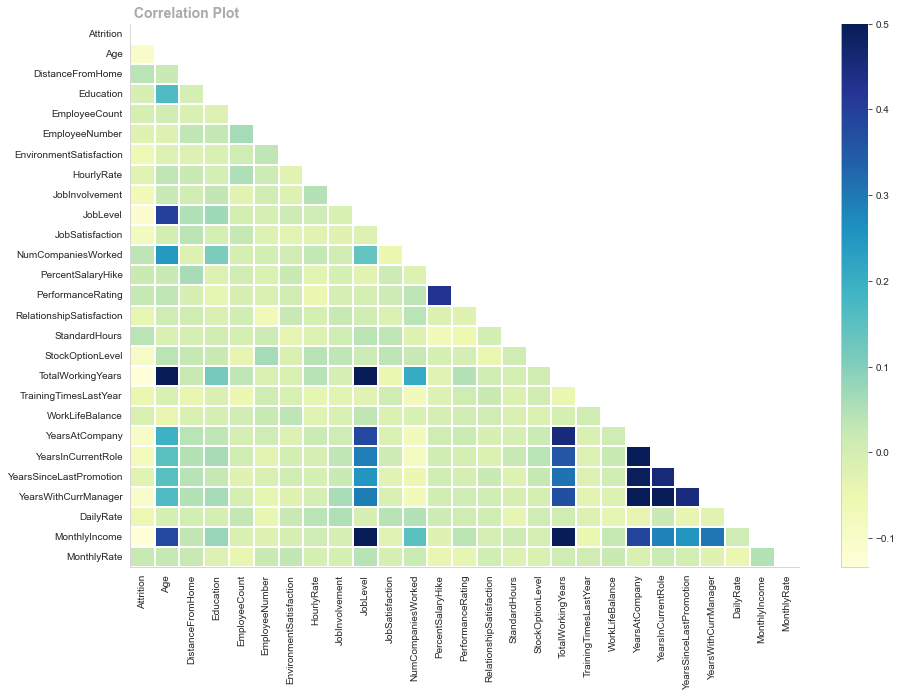 Correlation Plot
Attrition
Age
DistanceFromHome
Education
EmployeeCount
EmployeeNumber
EnvironmentSatisfaction
HourlyRate
JobInvolvement
JobLevel
JobSatisfaction
NumCompaniesWorked
PercentSalaryHike
PerformanceRating
RelationshipSatisfaction
StandardHours
StockOptionLevel
TotalWorkingYears
TrainingTimesLastYear
WorkLifeBalance
YearsAtCompany
YearsInCurrentRole
YearsSinceLastPromotion
YearsWithCurrManager
DailyRate
MonthlyIncome
MonthlyRate
Attrition
Age
DistanceFromHome
Education
EmployeeCount
EmployeeNumber
EnvironmentSatisfaction
HourlyRate
JobInvolvement
JobLevel
JobSatisfaction
NumCompaniesWorked
PercentSalaryHike
PerformanceRating
RelationshipSatisfaction
StandardHours
StockOptionLevel
TotalWorkingYears
TrainingTimesLastYear
WorkLifeBalance
YearsAtCompany
YearsInCurrentRole
YearsSinceLastPromotion
YearsWithCurrManager
DailyRate
MonthlyIncome
MonthlyRate
0.5
0.4
0.3
0.2
0.1
0.0
−0.1